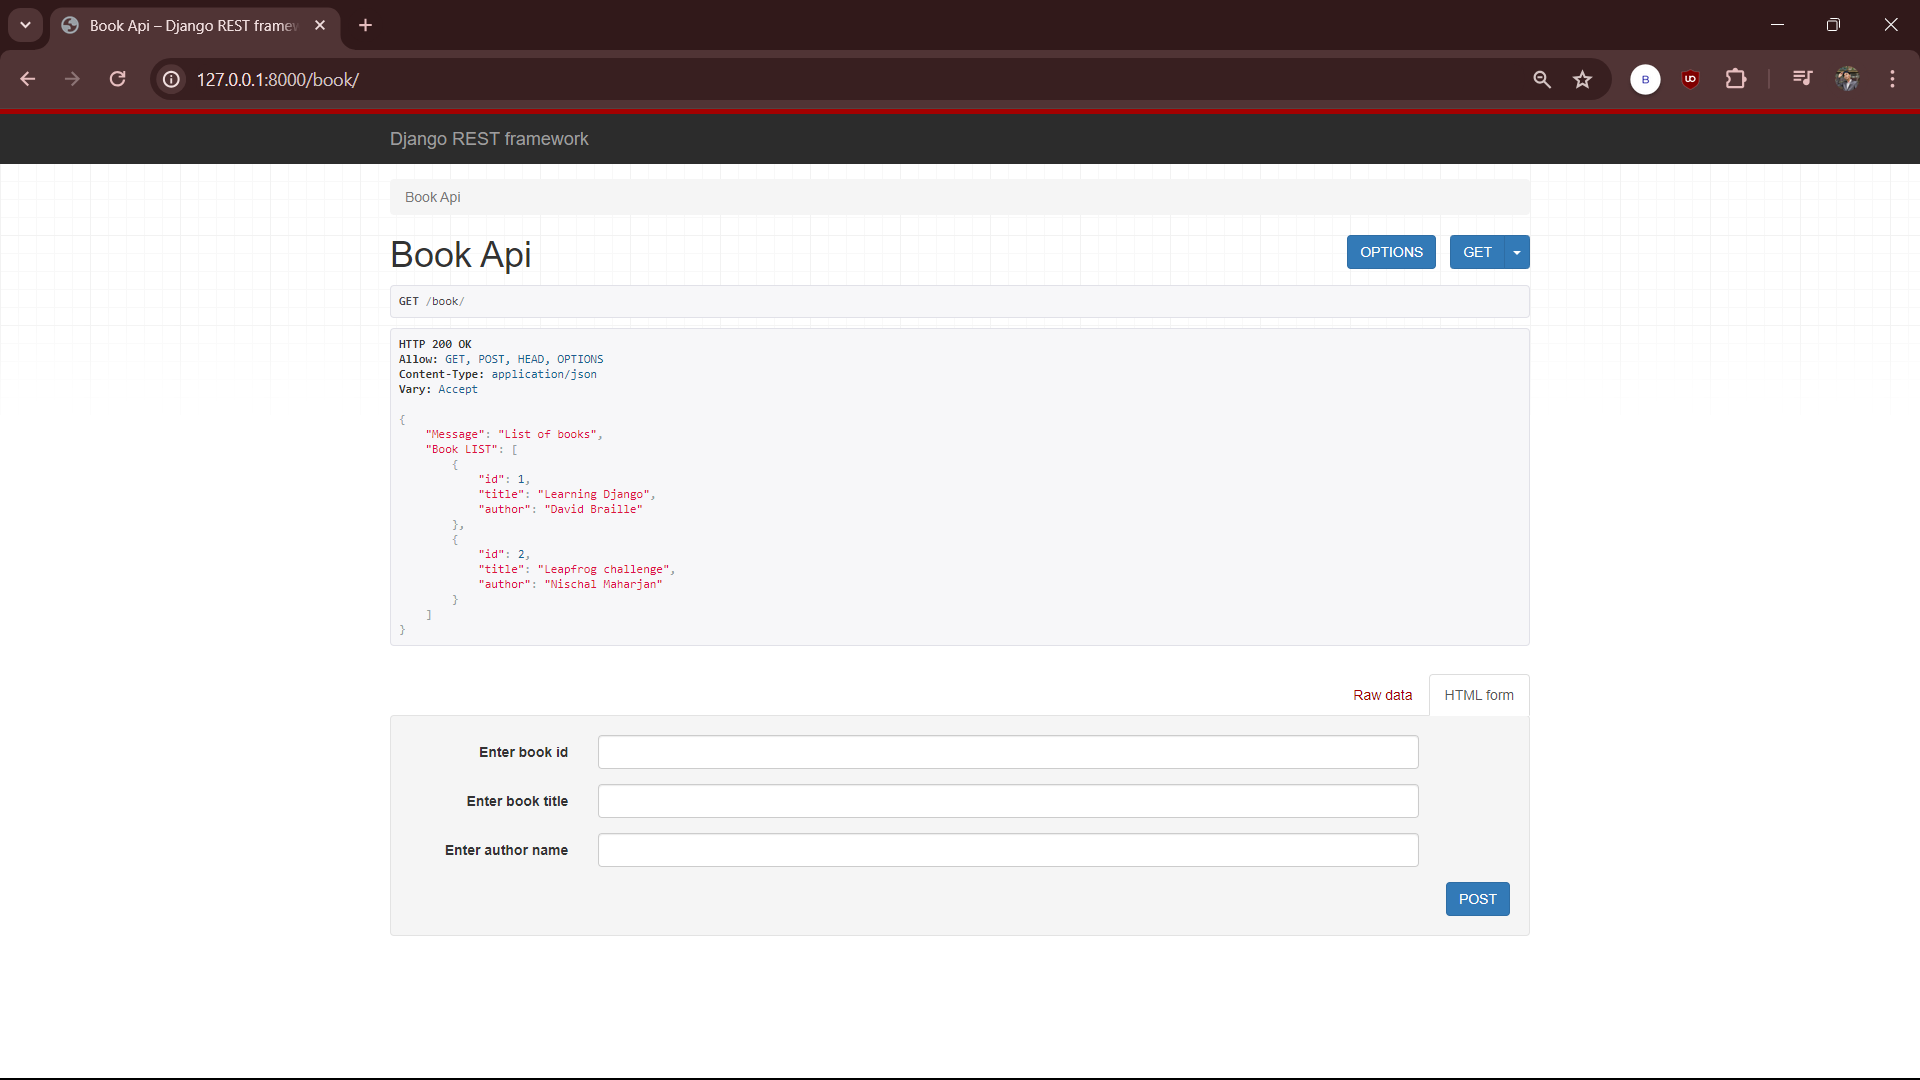 Book Api – Django REST framew
127.0.0.1:8000/book/
B
Django REST framework
Book Api
Book Api
OPTIONS
GET
GET /book/
HTTP 200 OK
Allow: GET, POST, HEAD, OPTIONS
Content-Type: application/json
Vary: Accept
{
    "Message": "List of books",
    "Book LIST": [
        {
            "id": 1,
            "title": "Learning Django",
            "author": "David Braille"
        },
        {
            "id": 2,
            "title": "Leapfrog challenge",
            "author": "Nischal Maharjan"
        }
    ]
}
Raw data
HTML form
Enter book id
Enter book title
Enter author name
POST